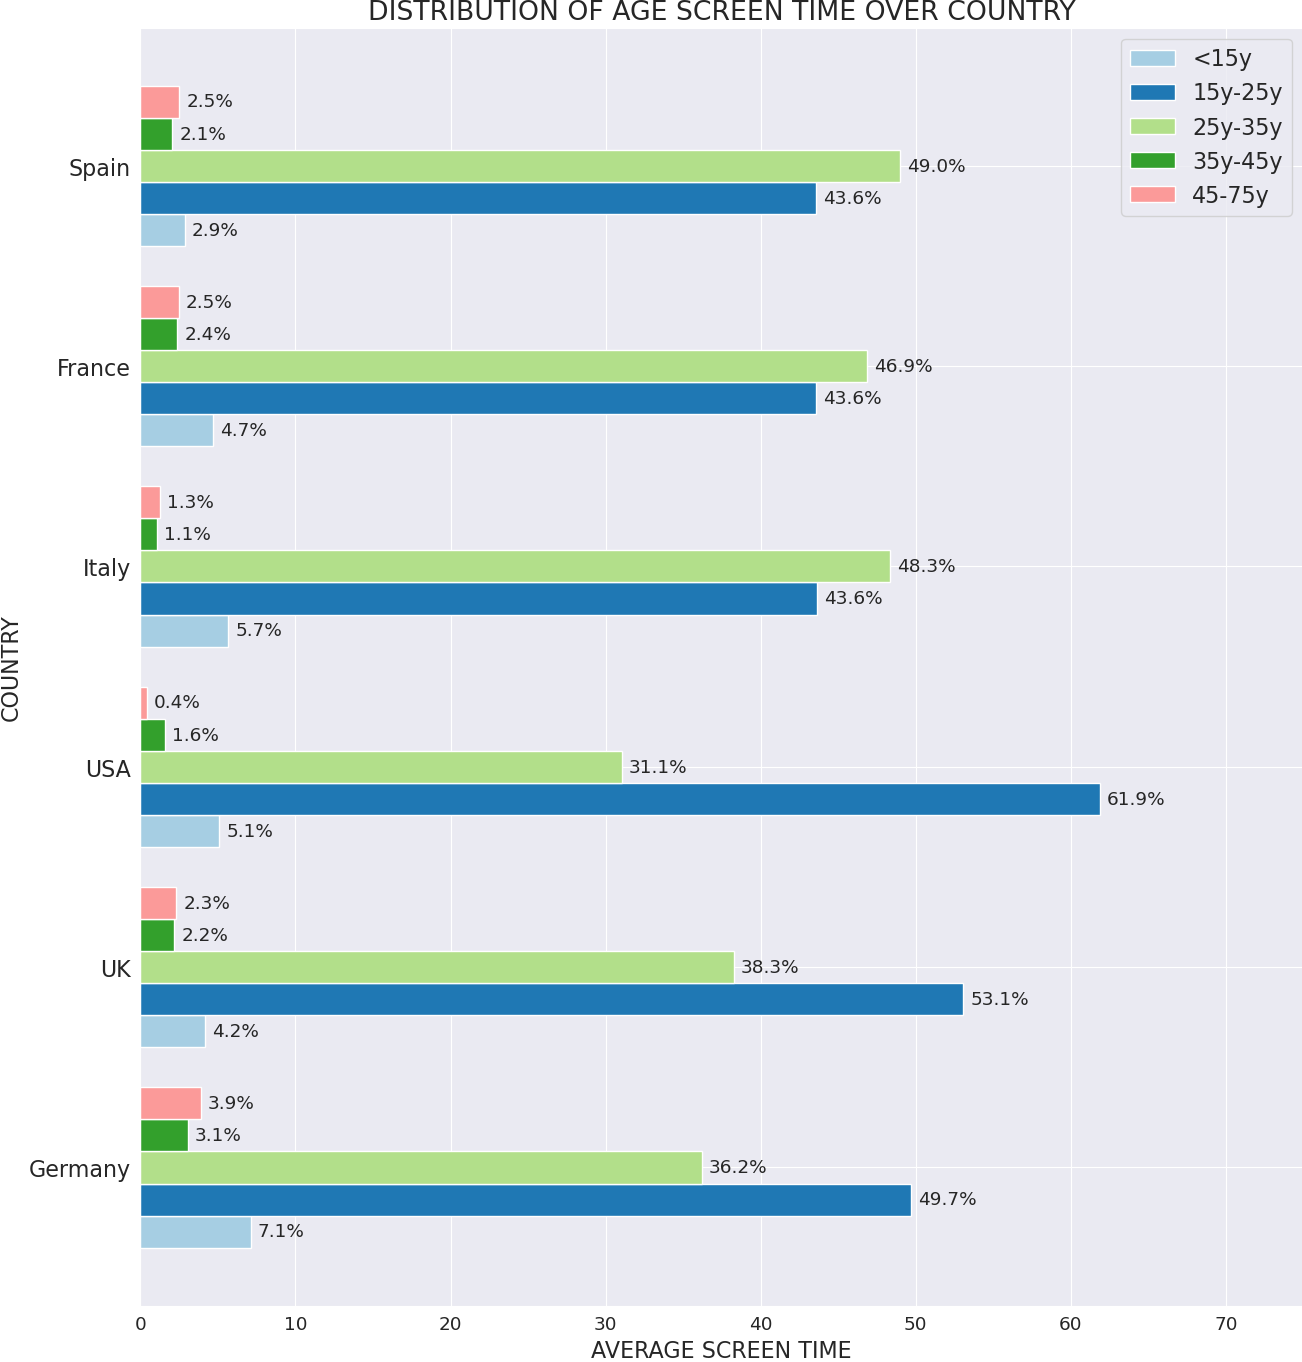 DISTRIBUTION OF AGE SCREEN TIME OVER COUNTRY
<15y
15y-25y
25y-35y
35y-45y
45-75y
2.5%
2.1%
Spain
49.0%
43.6%
2.9%
2.5%
2.4%
France
46.9%
43.6%
4.7%
1.3%
1.1%
Italy
48.3%
43.6%
5.7%
COUNTRY
0.4%
1.6%
USA
31.1%
61.9%
5.1%
2.3%
2.2%
UK
38.3%
53.1%
4.2%
3.9%
3.1%
Germany
36.2%
49.7%
7.1%
0 10 20 30 40 50 60 70
AVERAGE SCREEN TIME